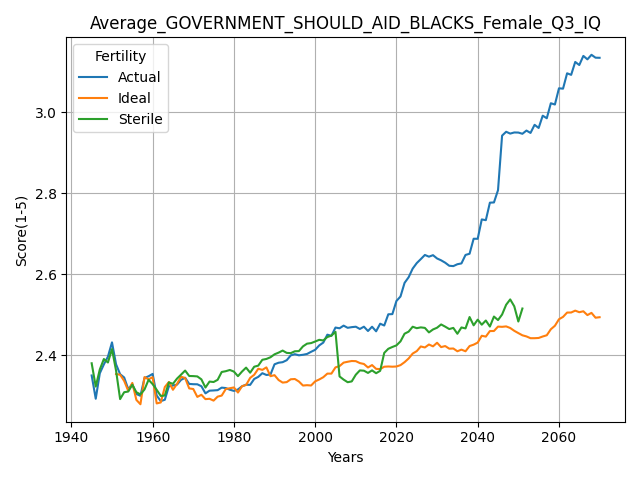 Average_GOVERNMENT_SHOULD_AID_BLACKS_Female_Q3_IQ
Fertility
Actual
Ideal
Sterile
Score(1-5)
3.0
2.8
2.6
2.4
1940 1960 1980 2000 2020 2040 2060
Years